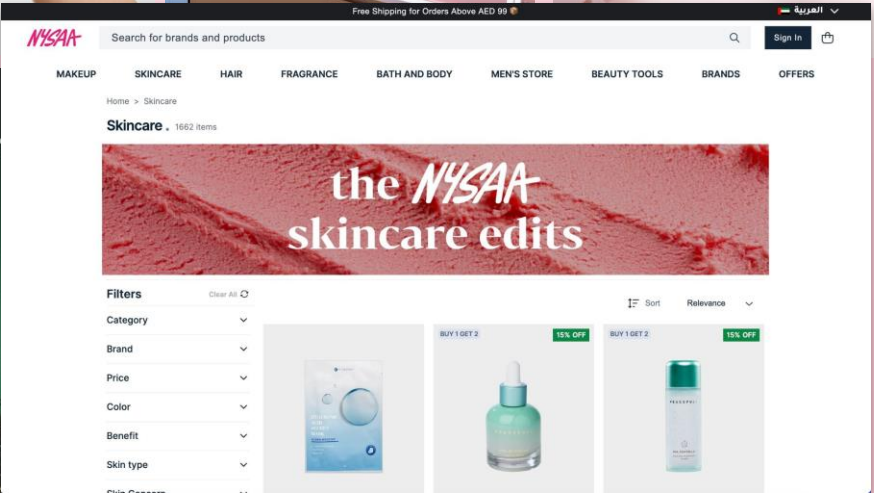 Free Shipping for Orders Above AED 99
العربية
NYSAA
Search for brands and products
Sign In
MAKEUP SKINCARE HAIR FRAGRANCE BATH AND BODY MEN'S STORE BEAUTY TOOLS BRANDS OFFERS
Home > Skincare
Skincare . 1662 items
the NYSAA
skincare edits
Filters
Clear All
Sort Relevance
Category
BUY 1 GET 2 15% OFF BUY 1 GET 2 15% OFF
Brand
Price
Color
Benefit
Skin type
Skin Concern